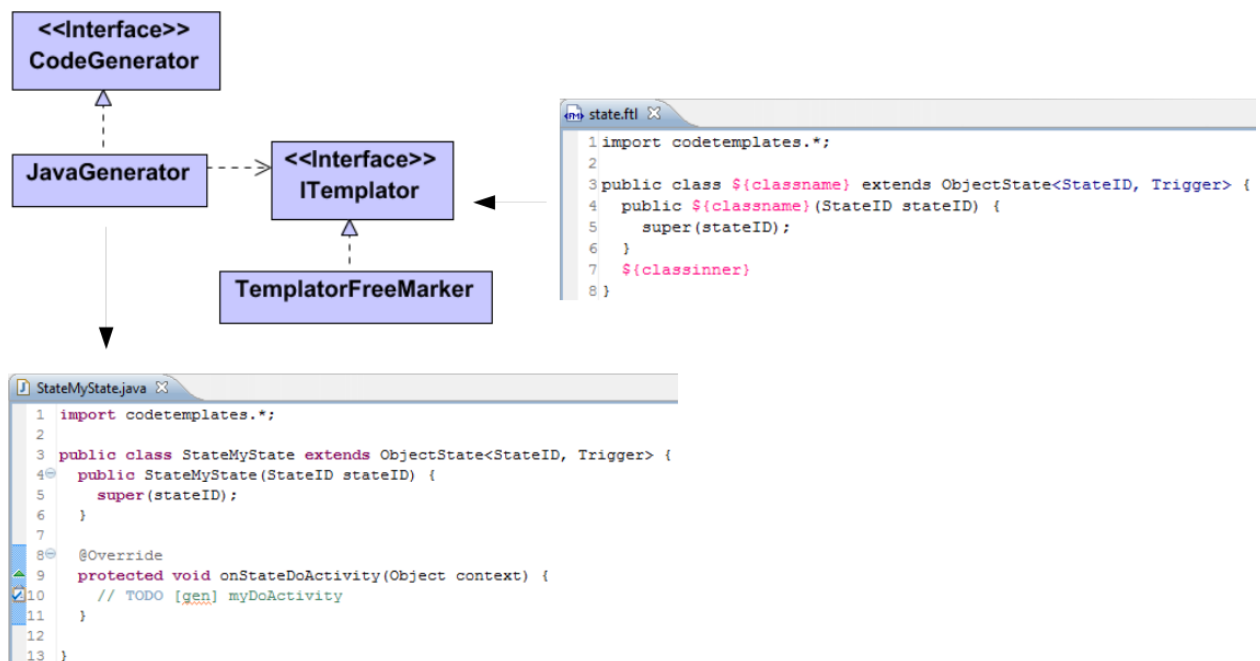 <<Interface>>
CodeGenerator
JavaGenerator
<<Interface>>
ITemplator
TemplatorFreeMarker
state.ftl
1 import codetemplates.*;
2
3 public class ${classname} extends ObjectState<StateID, Trigger> {
4   public ${classname}(StateID stateID) {
5     super(stateID);
6   }
7   ${classinner}
8 }
StateMyState.java
1 import codetemplates.*;
2
3 public class StateMyState extends ObjectState<StateID, Trigger> {
4   public StateMyState(StateID stateID) {
5     super(stateID);
6   }
7
8   @Override
9   protected void onStateDoActivity(Object context) {
10     // TODO [gen] myDoActivity
11   }
12
13 }